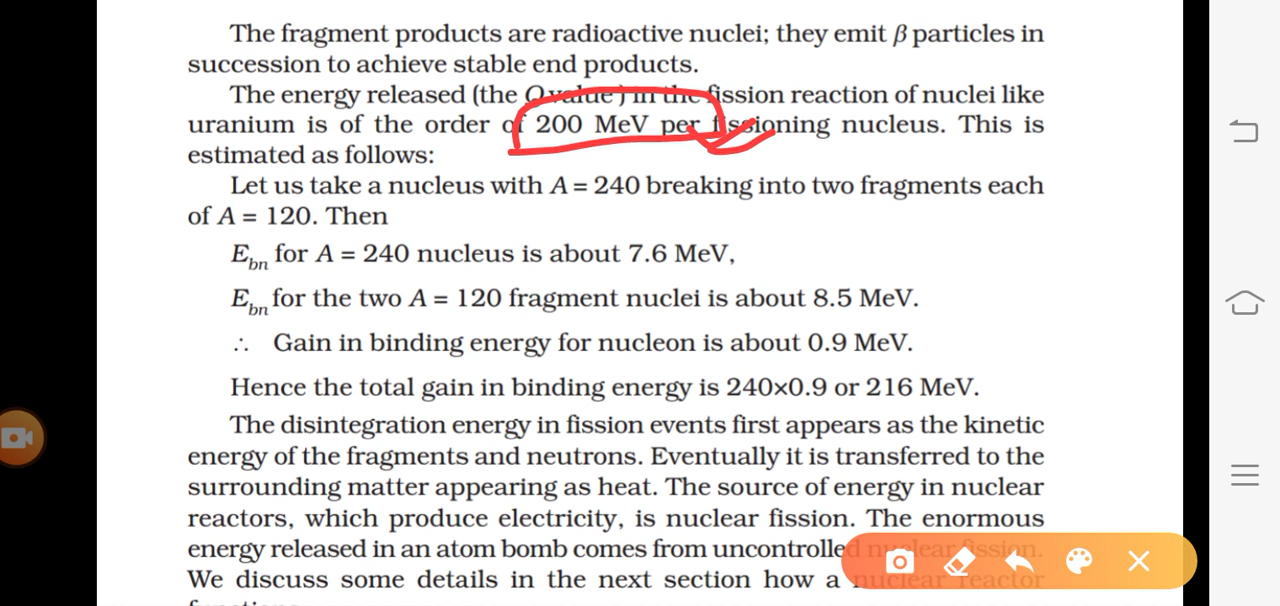 The fragment products are radioactive nuclei; they emit β particles in
succession to achieve stable end products.
The energy released (the Q value ) in the fission reaction of nuclei like
uranium is of the order of 200 MeV per fissioning nucleus. This is
estimated as follows:
Let us take a nucleus with A = 240 breaking into two fragments each
of A = 120. Then
Ebn for A = 240 nucleus is about 7.6 MeV,
Ebn for the two A = 120 fragment nuclei is about 8.5 MeV.
∴ Gain in binding energy for nucleon is about 0.9 MeV.
Hence the total gain in binding energy is 240×0.9 or 216 MeV.
The disintegration energy in fission events first appears as the kinetic
energy of the fragments and neutrons. Eventually it is transferred to the
surrounding matter appearing as heat. The source of energy in nuclear
reactors, which produce electricity, is nuclear fission. The enormous
energy released in an atom bomb comes from uncontrolled nuclear fission.
We discuss some details in the next section how a nuclear reactor